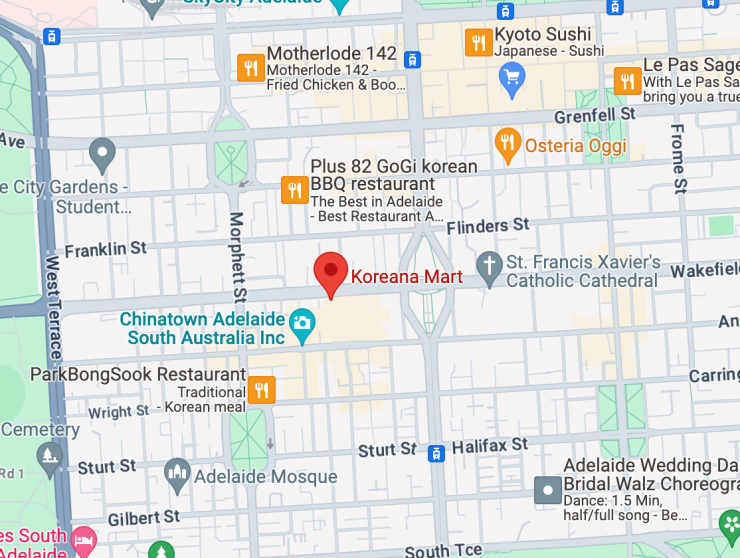 SkyCity Adelaide
Motherlode 142
Motherlode 142 -
Fried Chicken & Boo...
Kyoto Sushi
Japanese - Sushi
Le Pas Sage
With Le Pas Sa
bring you a true
Grenfell St
Ave
Osteria Oggi
Frome St
e City Gardens -
Student...
Plus 82 GoGi korean
BBQ restaurant
The Best in Adelaide
- Best Restaurant A...
Morphett St
Flinders St
Franklin St
West Terrace
Koreana Mart
St. Francis Xavier's
Catholic Cathedral
Wakefield
Chinatown Adelaide
South Australia Inc
An
ParkBongSook Restaurant
Traditional
- Korean meal
Carring
Wright St
Cemetery
Rd 1
Sturt St
Sturt St
Halifax St
Adelaide Mosque
Adelaide Wedding Da
Bridal Walz Choreogra
Dance: 1.5 Min,
half/full song - Be...
Gilbert St
es South
Adelaide
South Tce